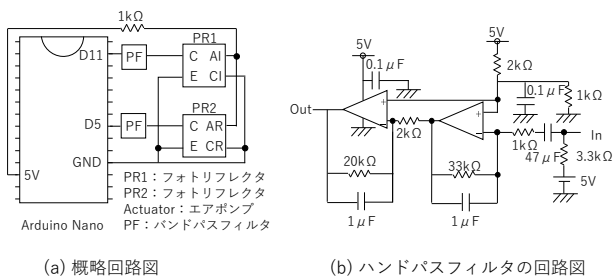 1kΩ
PR1
D11
PF
C AI
E CI
PR2
D5
PF
C AR
E CR
GND
5V
PR1：フォトリフレクタ
PR2：フォトリフレクタ
Actuator：エアポンプ
PF：バンドパスフィルタ
Arduino Nano
(a) 概略回路図
5V
5V
2kΩ
0.1μF
0.1μF
1kΩ
+
+
Out
−
−
2kΩ
1kΩ
In
47μF
3.3kΩ
20kΩ
33kΩ
5V
1μF
1μF
(b) ハンドパスフィルタの回路図